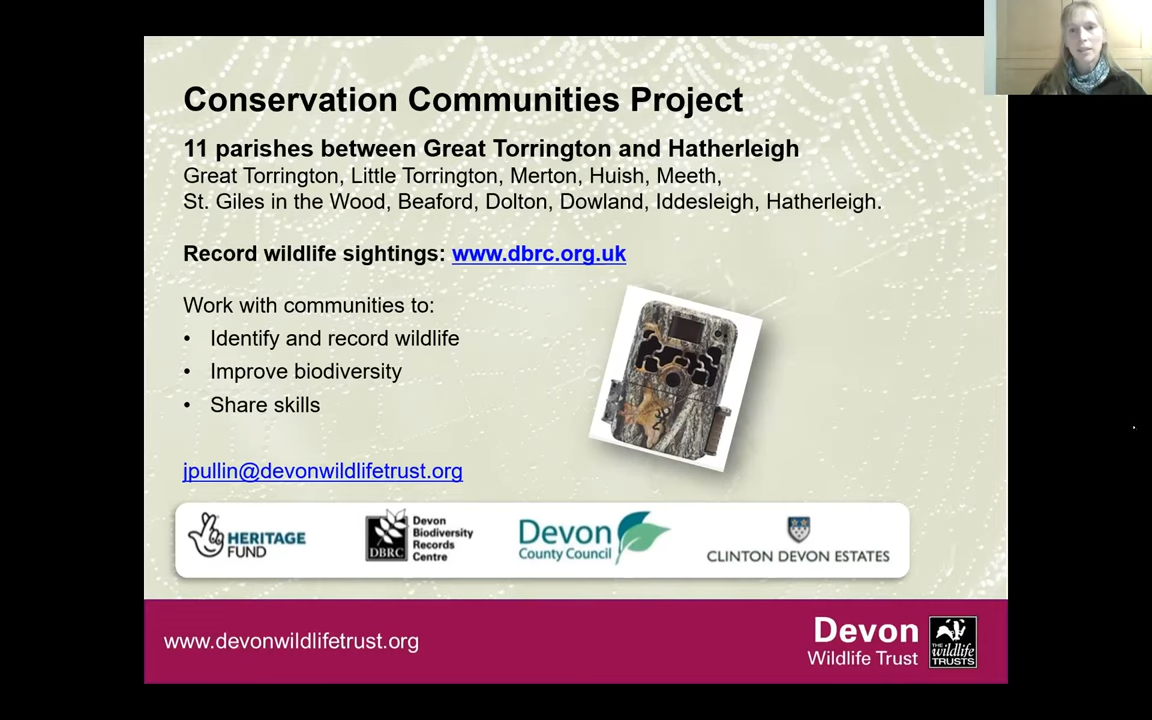 Conservation Communities Project
11 parishes between Great Torrington and Hatherleigh
Great Torrington, Little Torrington, Merton, Huish, Meeth,
St. Giles in the Wood, Beaford, Dolton, Dowland, Iddesleigh, Hatherleigh.
Record wildlife sightings: www.dbrc.org.uk
Work with communities to:
• Identify and record wildlife
• Improve biodiversity
• Share skills
jpullin@devonwildlifetrust.org
HERITAGE
FUND
DBRC
Devon
Biodiversity
Records
Centre
Devon
County Council
CLINTON DEVON ESTATES
www.devonwildlifetrust.org
Devon
Wildlife Trust
THE
wildlife
TRUSTS